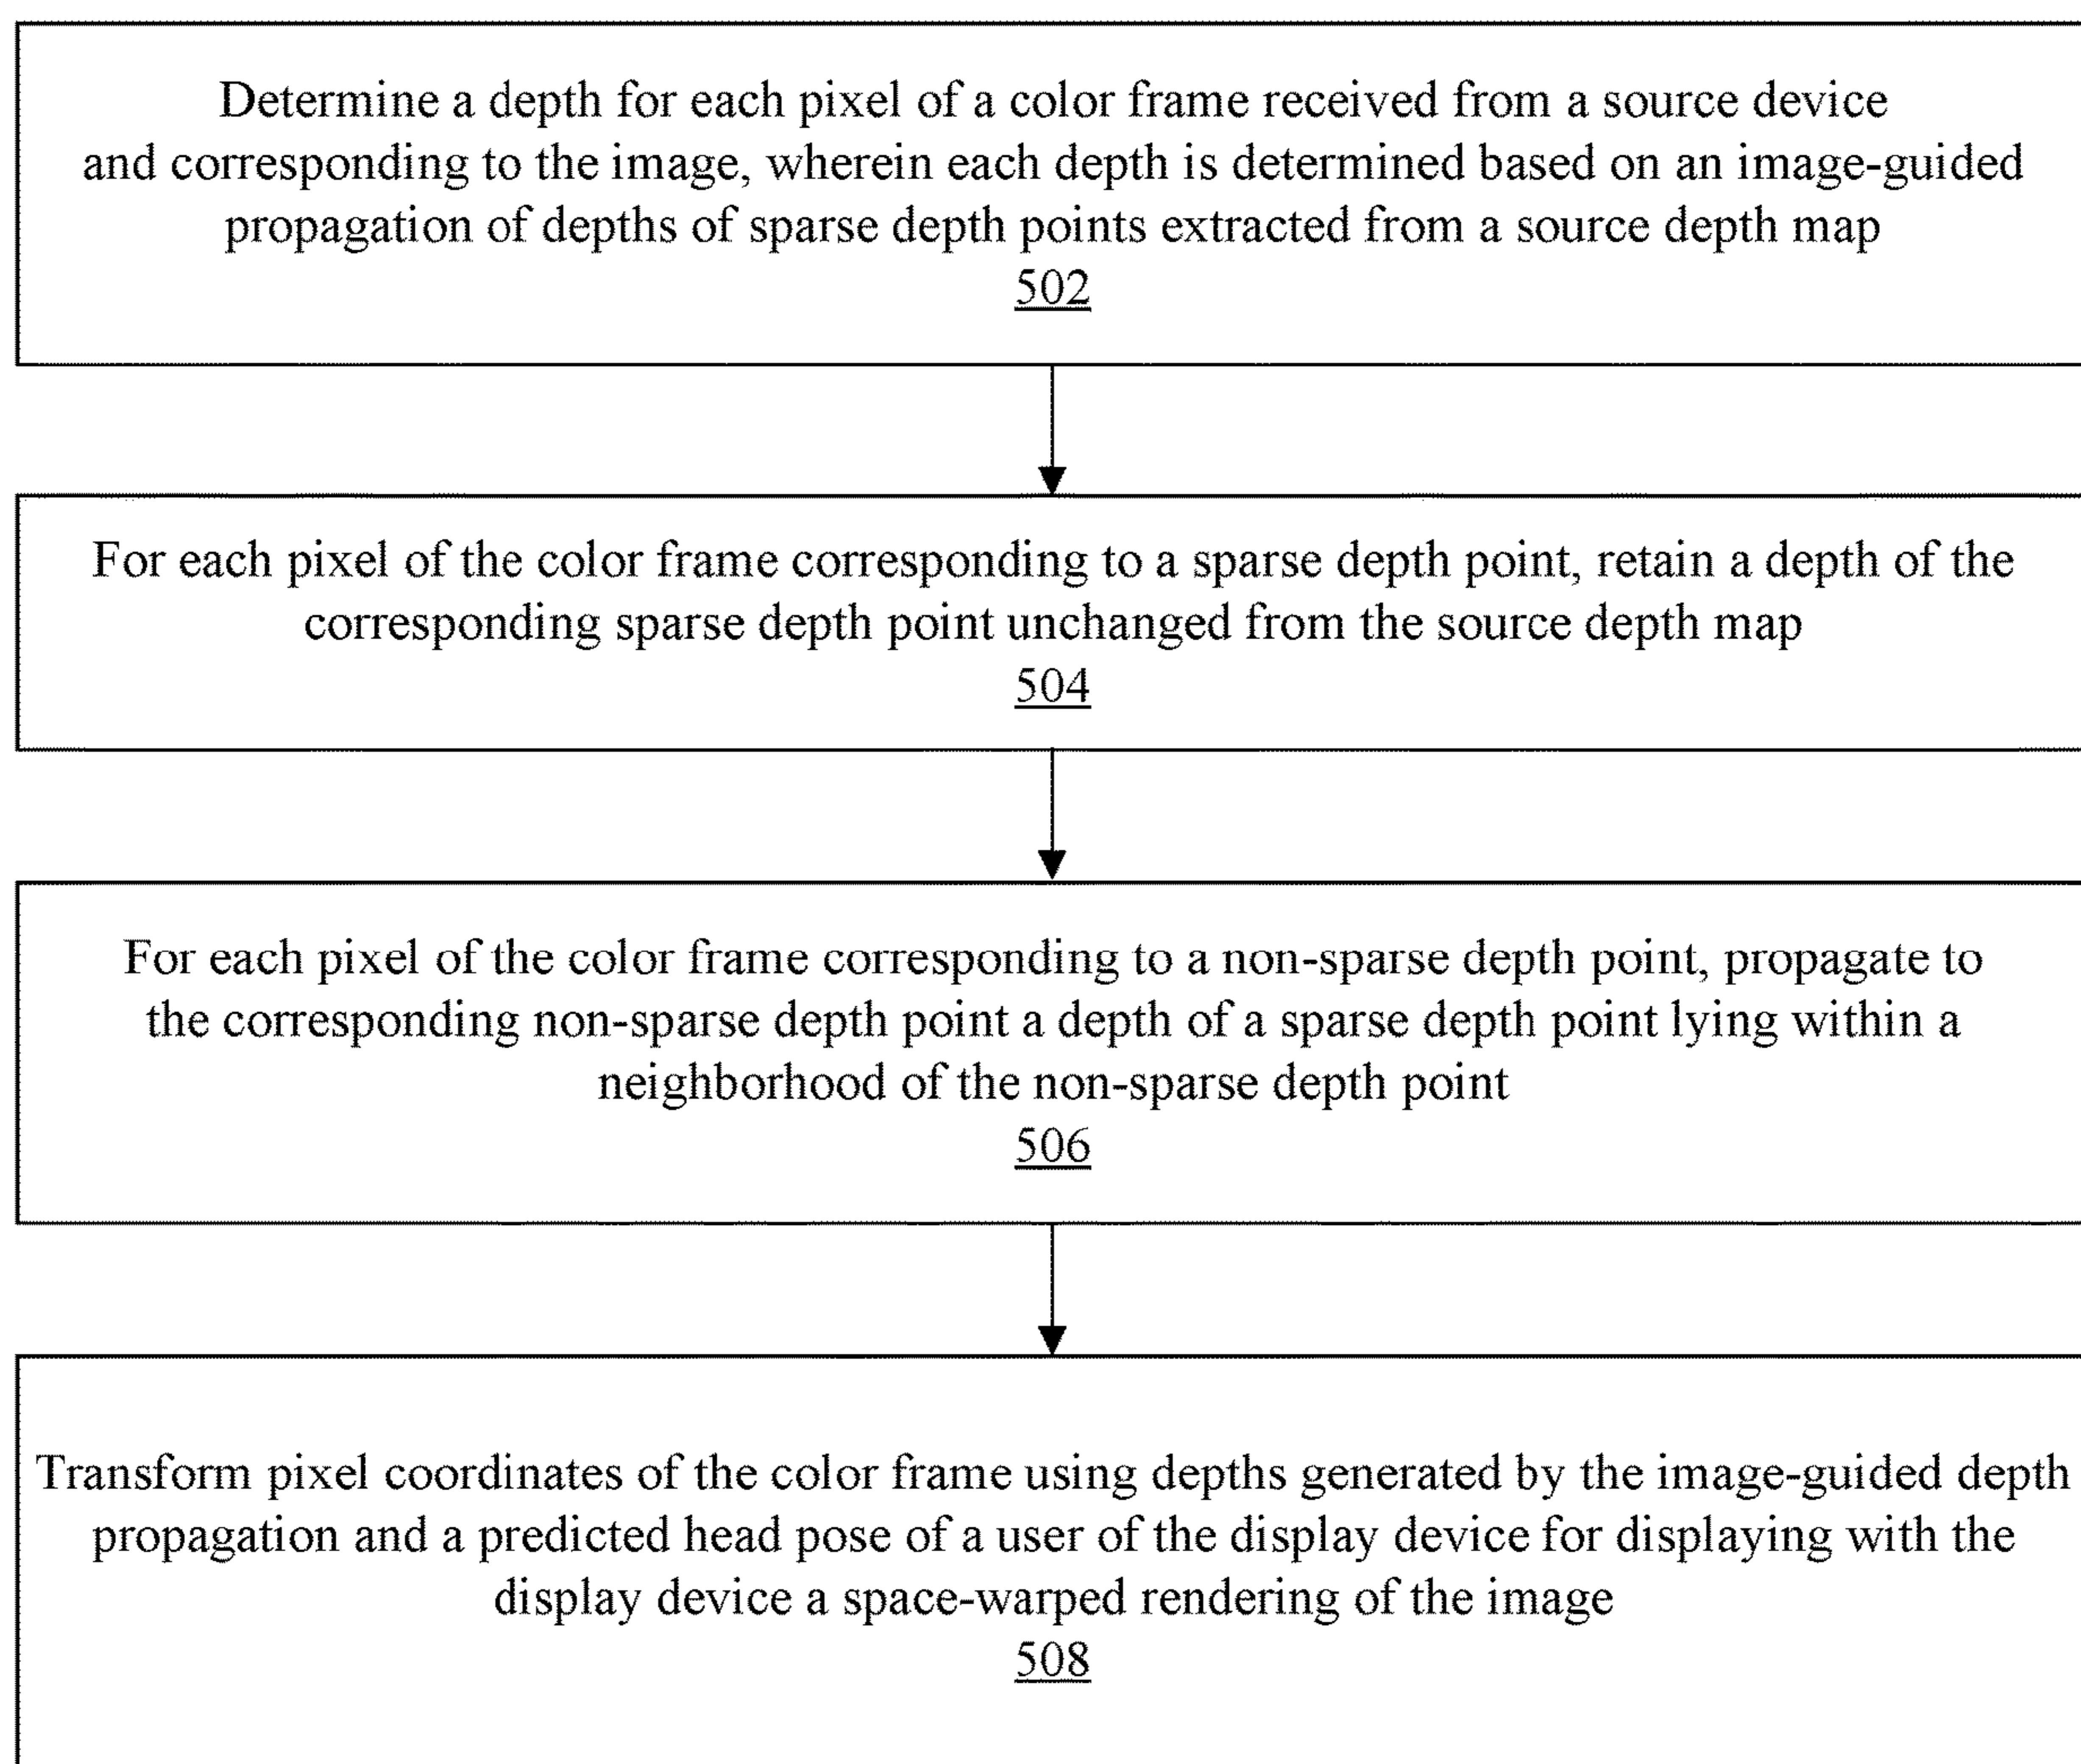 Determine a depth for each pixel of a color frame received from a source device
and corresponding to the image, wherein each depth is determined based on an image-guided
propagation of depths of sparse depth points extracted from a source depth map
502
For each pixel of the color frame corresponding to a sparse depth point, retain a depth of the
corresponding sparse depth point unchanged from the source depth map
504
For each pixel of the color frame corresponding to a non-sparse depth point, propagate to
the corresponding non-sparse depth point a depth of a sparse depth point lying within a
neighborhood of the non-sparse depth point
506
Transform pixel coordinates of the color frame using depths generated by the image-guided depth
propagation and a predicted head pose of a user of the display device for displaying with the
display device a space-warped rendering of the image
508